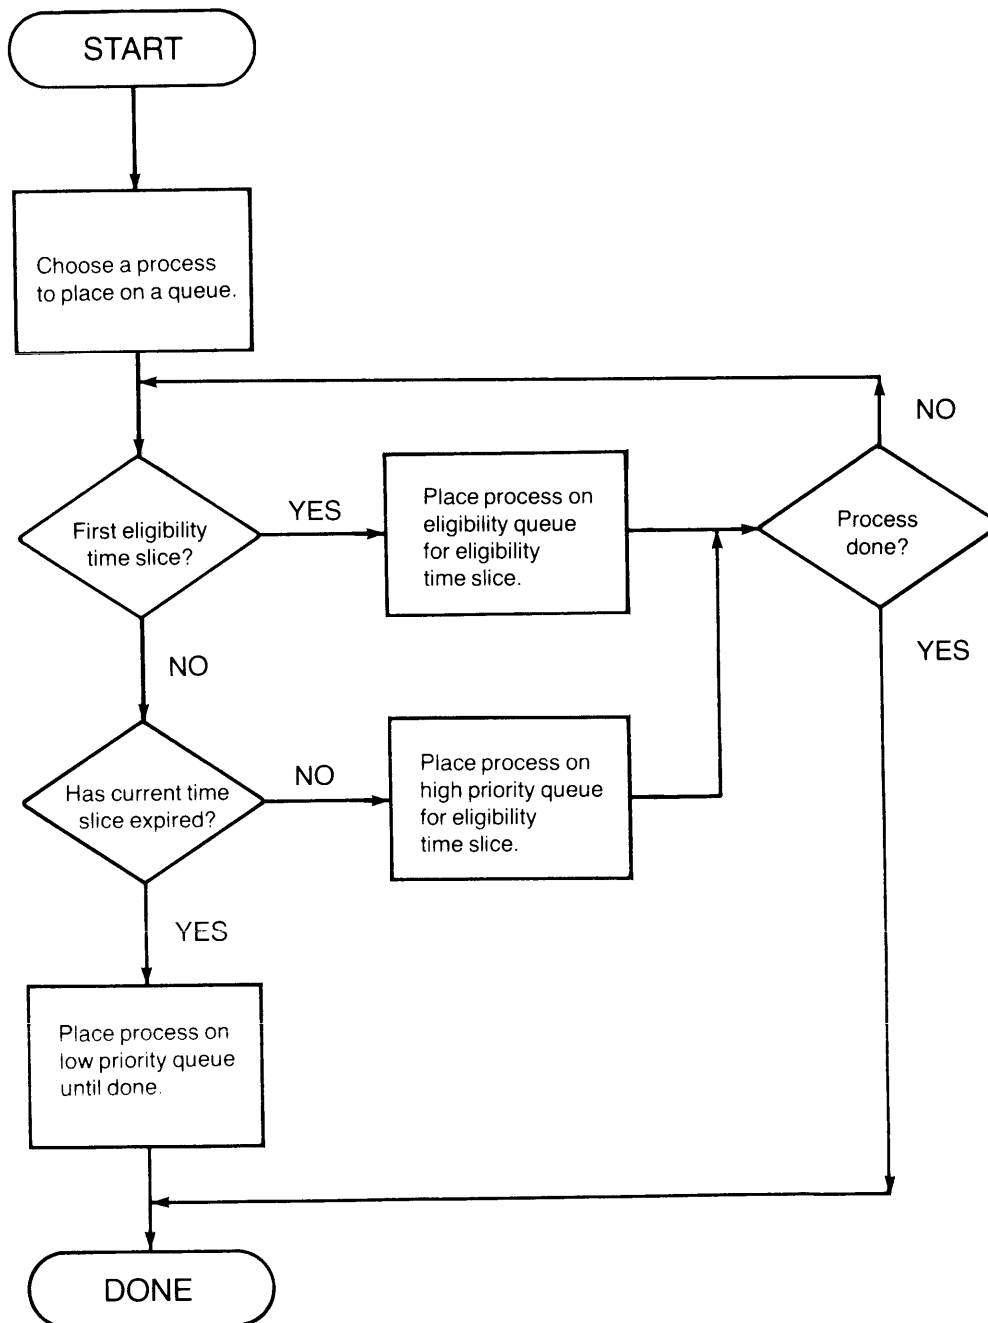 START
Choose a process
to place on a queue.
NO
First eligibility
time slice?
YES
Place process on
eligibility queue
for eligibility
time slice.
Process
done?
NO
YES
Has current time
slice expired?
NO
Place process on
high priority queue
for eligibility
time slice.
YES
Place process on
low priority queue
until done.
DONE